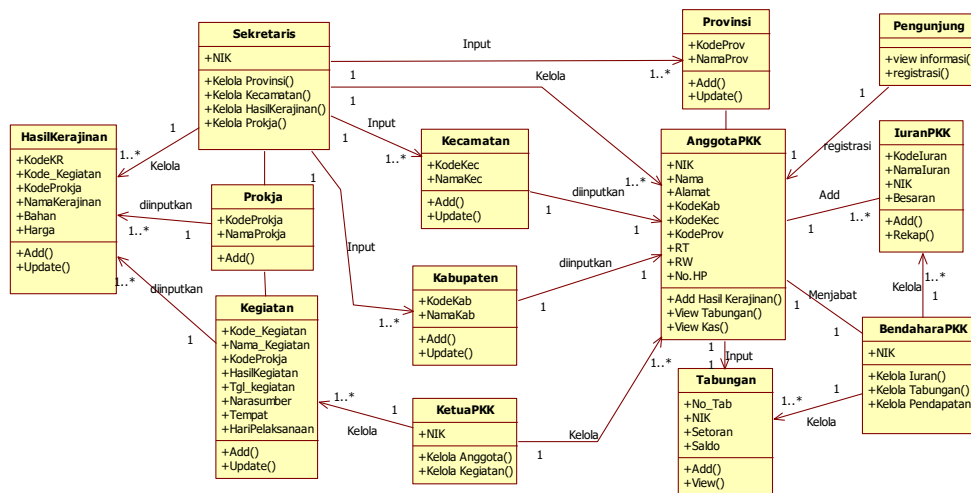 Sekretaris
+NIK
+Kelola Provinsi()
+Kelola Kecamatan()
+Kelola HasilKerajinan()
+Kelola Prokja()
Provinsi
+KodeProv
+NamaProv
+Add()
+Update()
Pengunjung
+view informasi()
+registrasi()
HasilKerajinan
+KodeKR
+Kode_Kegiatan
+KodeProkja
+NamaKerajinan
+Bahan
+Harga
+Add()
+Update()
Kecamatan
+KodeKec
+NamaKec
+Add()
+Update()
AnggotaPKK
+NIK
+Nama
+Alamat
+KodeKab
+KodeKec
+KodeProv
+RT
+RW
+No.HP
+Add Hasil Kerajinan()
+View Tabungan()
+View Kas()
IuranPKK
+KodeIuran
+NamaIuran
+NIK
+Besaran
+Add()
+Rekap()
Prokja
+KodeProkja
+NamaProkja
+Add()
Kabupaten
+KodeKab
+NamaKab
+Add()
+Update()
Kegiatan
+Kode_Kegiatan
+Nama_Kegiatan
+KodeProkja
+HasilKegiatan
+Tgl_kegiatan
+Narasumber
+Tempat
+HariPelaksanaan
+Add()
+Update()
KetuaPKK
+NIK
+Kelola Anggota()
+Kelola Kegiatan()
Tabungan
+No_Tab
+NIK
+Setoran
+Saldo
+Add()
+View()
BendaharaPKK
+NIK
+Kelola Iuran()
+Kelola Tabungan()
+Kelola Pendapatan
Input
1
1..*
Kelola
1
1..*
Input
1
1..*
Input
1
1..*
1
1..*
Kelola
diinputkan
1
1..*
diinputkan
1
1..*
diinputkan
1
1
diinputkan
1
1
Kelola
1
1..*
Kelola
1
1..*
registrasi
1
1
Add
1
1..*
Menjabat
1
1
Kelola
1
1..*
Kelola
1
1..*
Input
1
1